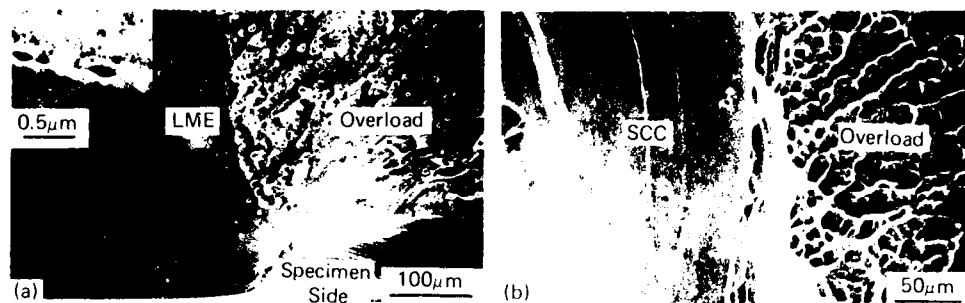 0.5μm
LME
Overload
Specimen
Side
100μm
(a)
SCC
Overload
50μm
(b)